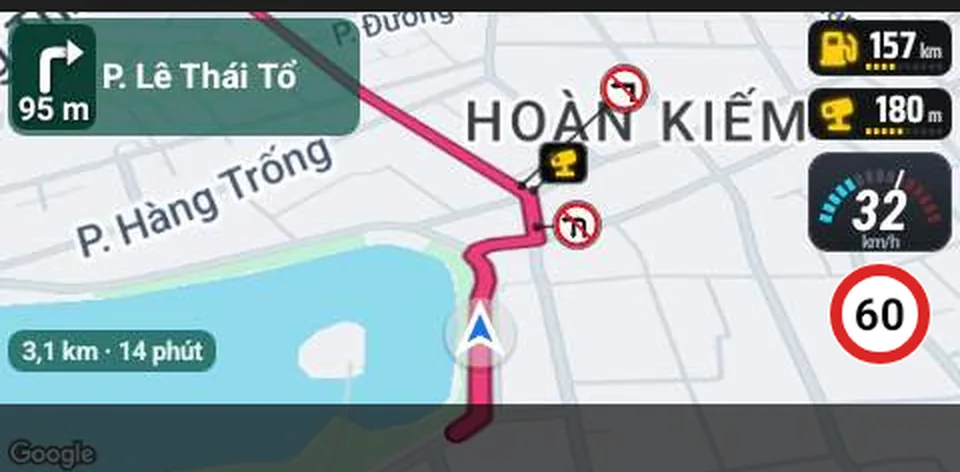 P. Đường
95 m
P. Lê Thái Tổ
157 km
HOÀN KIẾM
180 m
P. Hàng Trống
32
km/h
60
3,1 km · 14 phút
Google